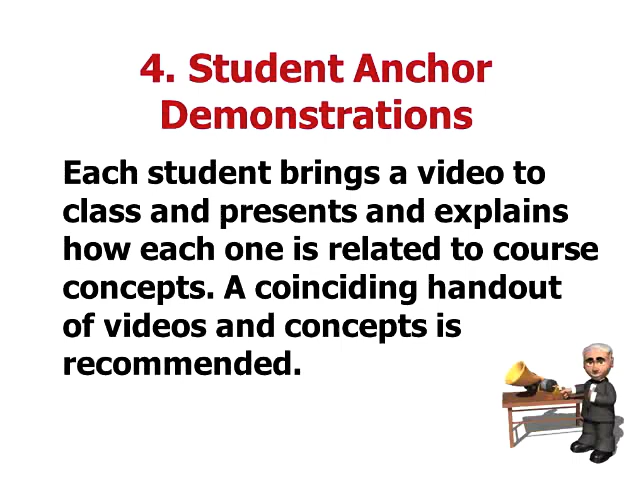 4. Student Anchor
Demonstrations
Each student brings a video to
class and presents and explains
how each one is related to course
concepts. A coinciding handout
of videos and concepts is
recommended.